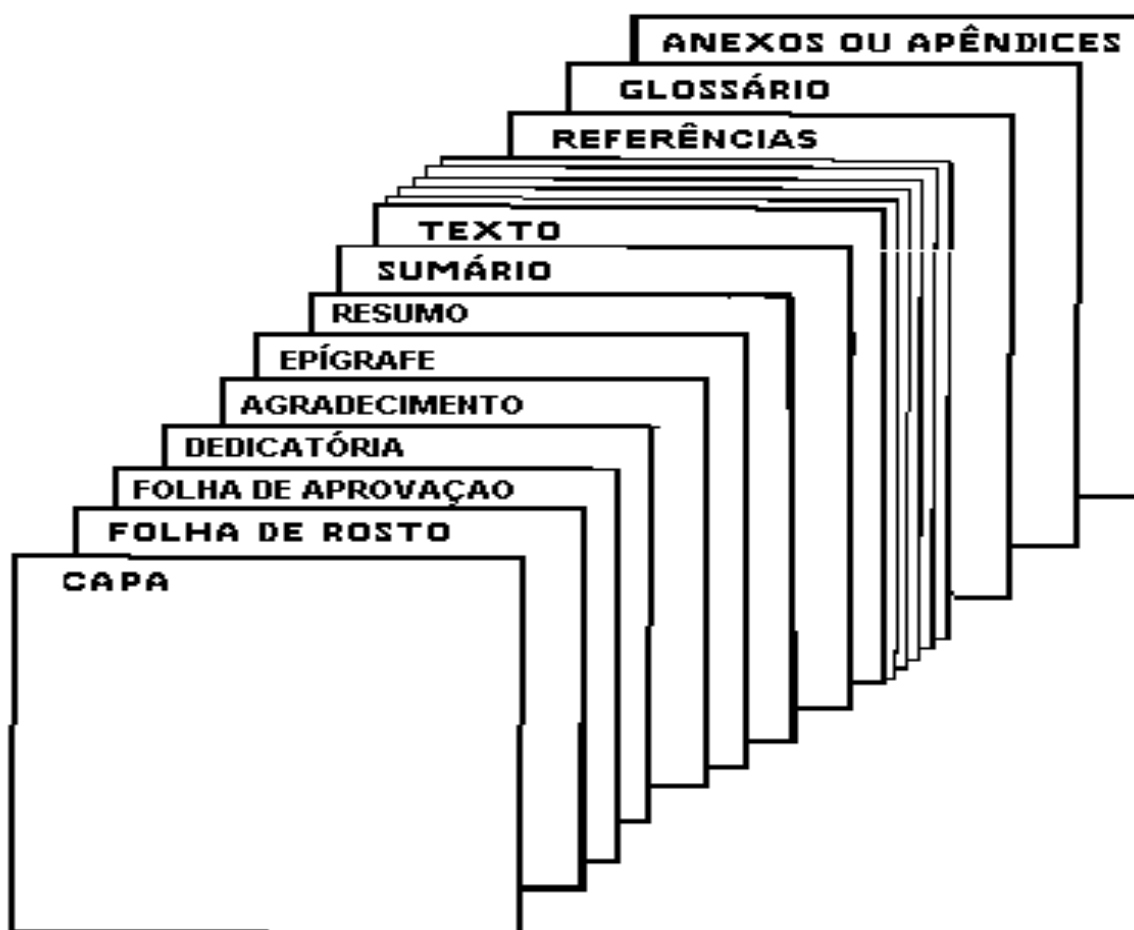 ANEXOS OU APÊNDICES
GLOSSÁRIO
REFERÊNCIAS
TEXTO
SUMÁRIO
RESUMO
EPÍGRAFE
AGRADECIMENTO
DEDICATÓRIA
FOLHA DE APROVAÇAO
FOLHA DE ROSTO
CAPA